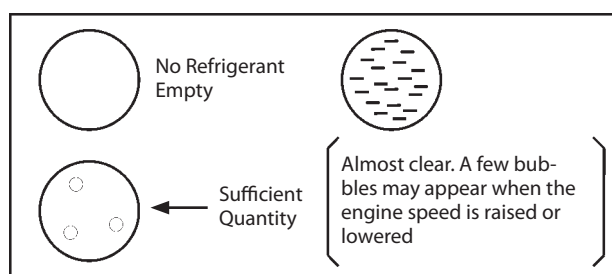 No Refrigerant
Empty
Sufficient
Quantity
Almost clear. A few bub-
bles may appear when the
engine speed is raised or
lowered